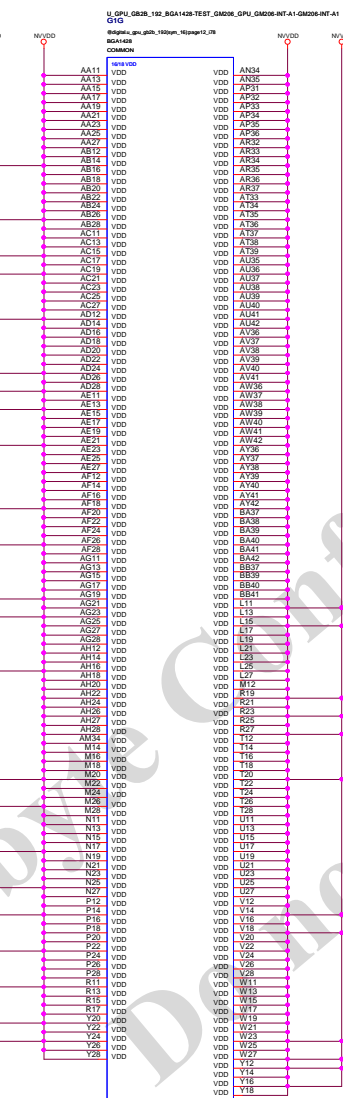 U_GPU_GB2B_192_BGA1428-TEST_GM206_GPU_GM206-INT-A1-GM206-INT-A1
G1G
@digital.u_gpu_gb2b_192(sym_16):page12_i78
BGA1428
COMMON
NVVDD NVVDD NVVDD
16/18 VDD
AA11 VDD VDD AN34
AA13 VDD VDD AN35
AA15 VDD VDD AP31
AA17 VDD VDD AP32
AA19 VDD VDD AP33
AA21 VDD VDD AP34
AA23 VDD VDD AP35
AA25 VDD VDD AP36
AA27 VDD VDD AR32
AB12 VDD VDD AR33
AB14 VDD VDD AR34
AB16 VDD VDD AR35
AB18 VDD VDD AR36
AB20 VDD VDD AR37
AB22 VDD VDD AT33
AB24 VDD VDD AT34
AB26 VDD VDD AT35
AB28 VDD VDD AT36
AC11 VDD VDD AT37
AC13 VDD VDD AT38
AC15 VDD VDD AT39
AC17 VDD VDD AU35
AC19 VDD VDD AU36
AC21 VDD VDD AU37
AC23 VDD VDD AU38
AC25 VDD VDD AU39
AC27 VDD VDD AU40
AD12 VDD VDD AU41
AD14 VDD VDD AU42
AD16 VDD VDD AV36
AD18 VDD VDD AV37
AD20 VDD VDD AV38
AD22 VDD VDD AV39
AD24 VDD VDD AV40
AD26 VDD VDD AV41
AD28 VDD VDD AW36
AE11 VDD VDD AW37
AE13 VDD VDD AW38
AE15 VDD VDD AW39
AE17 VDD VDD AW40
AE19 VDD VDD AW41
AE21 VDD VDD AW42
AE23 VDD VDD AY36
AE25 VDD VDD AY37
AE27 VDD VDD AY38
AF12 VDD VDD AY39
AF14 VDD VDD AY40
AF16 VDD VDD AY41
AF18 VDD VDD AY42
AF20 VDD VDD BA37
AF22 VDD VDD BA38
AF24 VDD VDD BA39
AF26 VDD VDD BA40
AF28 VDD VDD BA41
AG11 VDD VDD BA42
AG13 VDD VDD BB37
AG15 VDD VDD BB39
AG17 VDD VDD BB40
AG19 VDD VDD BB41
AG21 VDD VDD L11
AG23 VDD VDD L13
AG25 VDD VDD L15
AG27 VDD VDD L17
AG28 VDD VDD L19
AH12 VDD VDD L21
AH14 VDD VDD L23
AH16 VDD VDD L25
AH18 VDD VDD L27
AH20 VDD VDD M12
AH22 VDD VDD R19
AH24 VDD VDD R21
AH26 VDD VDD R23
AH27 VDD VDD R25
AH28 VDD VDD R27
AM34 VDD VDD T12
M14 VDD VDD T14
M16 VDD VDD T16
M18 VDD VDD T18
M20 VDD VDD T20
M22 VDD VDD T22
M24 VDD VDD T24
M26 VDD VDD T26
M28 VDD VDD T28
N11 VDD VDD U11
N13 VDD VDD U13
N15 VDD VDD U15
N17 VDD VDD U17
N19 VDD VDD U19
N21 VDD VDD U21
N23 VDD VDD U23
N25 VDD VDD U25
N27 VDD VDD U27
P12 VDD VDD V12
P14 VDD VDD V14
P16 VDD VDD V16
P18 VDD VDD V18
P20 VDD VDD V20
P22 VDD VDD V22
P24 VDD VDD V24
P26 VDD VDD V26
P28 VDD VDD V28
R11 VDD VDD W11
R13 VDD VDD W13
R15 VDD VDD W15
R17 VDD VDD W17
Y20 VDD VDD W19
Y22 VDD VDD W21
Y24 VDD VDD W23
Y26 VDD VDD W25
Y28 VDD VDD W27
VDD Y12
VDD Y14
VDD Y16
VDD Y18
byte Conf
Do no